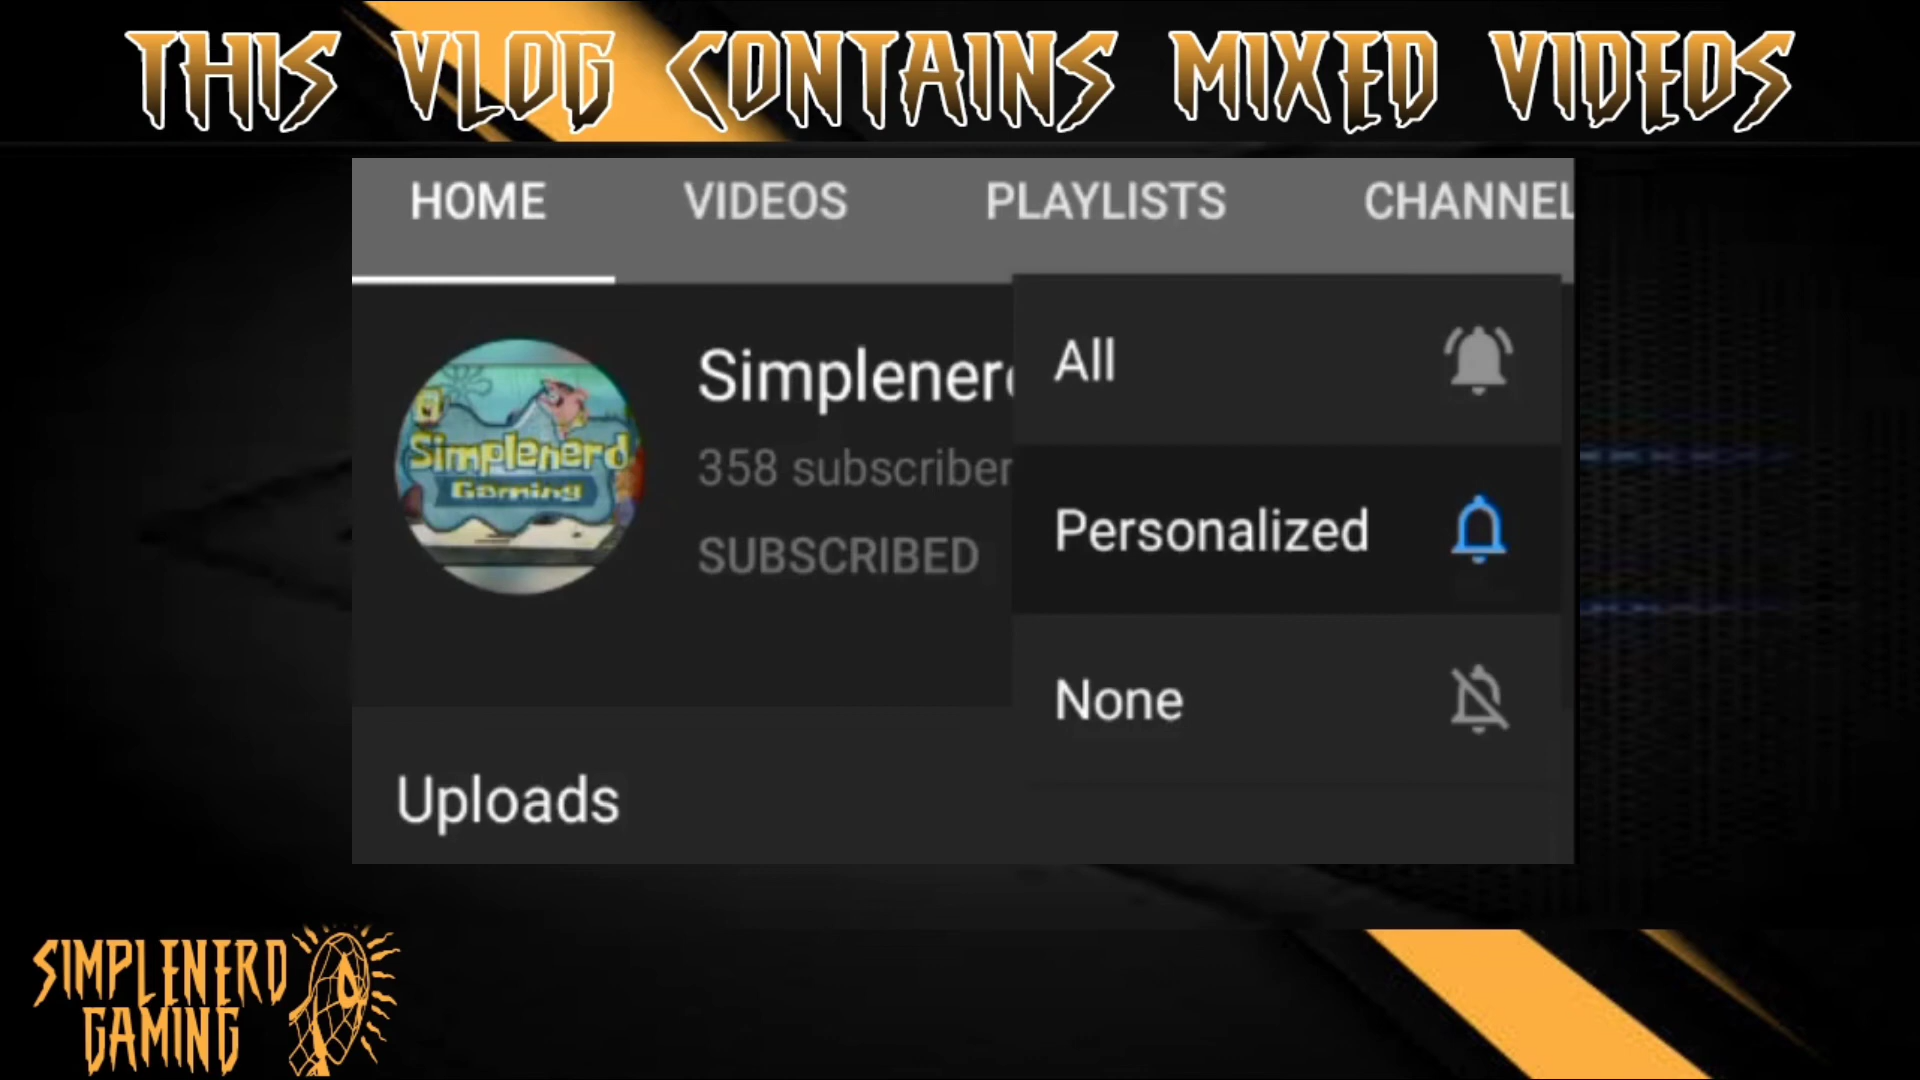 THIS VLOG CONTAINS MIXED VIDEOS
HOME VIDEOS PLAYLISTS CHANNEL
Simplenerd
Gaming
Simplener
358 subscriber
SUBSCRIBED
All
Personalized
None
Uploads
SIMPLENERD
GAMING